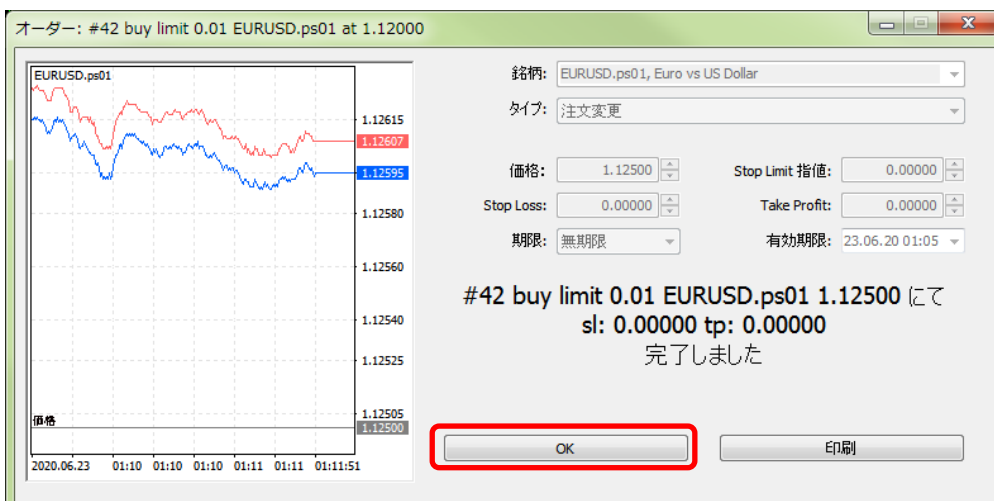 オーダー: #42 buy limit 0.01 EURUSD.ps01 at 1.12000
EURUSD.ps01
1.12615
1.12607
1.12595
1.12580
1.12560
1.12540
1.12525
1.12505
1.12500
価格
2020.06.23 01:10 01:10 01:10 01:11 01:11 01:11:51
銘柄: EURUSD.ps01, Euro vs US Dollar
タイプ: 注文変更
価格: 1.12500 Stop Limit 指値: 0.00000
Stop Loss: 0.00000 Take Profit: 0.00000
期限: 無期限 有効期限: 23.06.20 01:05
#42 buy limit 0.01 EURUSD.ps01 1.12500 にて
sl: 0.00000 tp: 0.00000
完了しました
OK 印刷